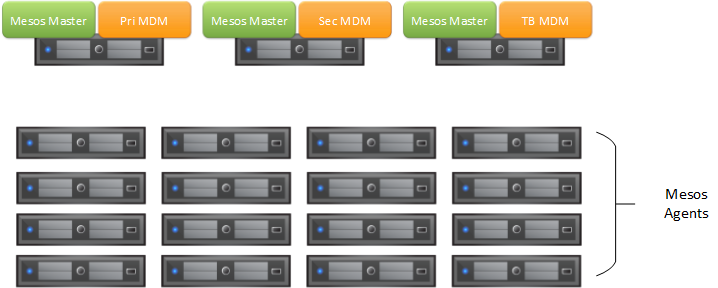 Mesos Master
Pri MDM
Mesos Master
Sec MDM
Mesos Master
TB MDM
Mesos
Agents